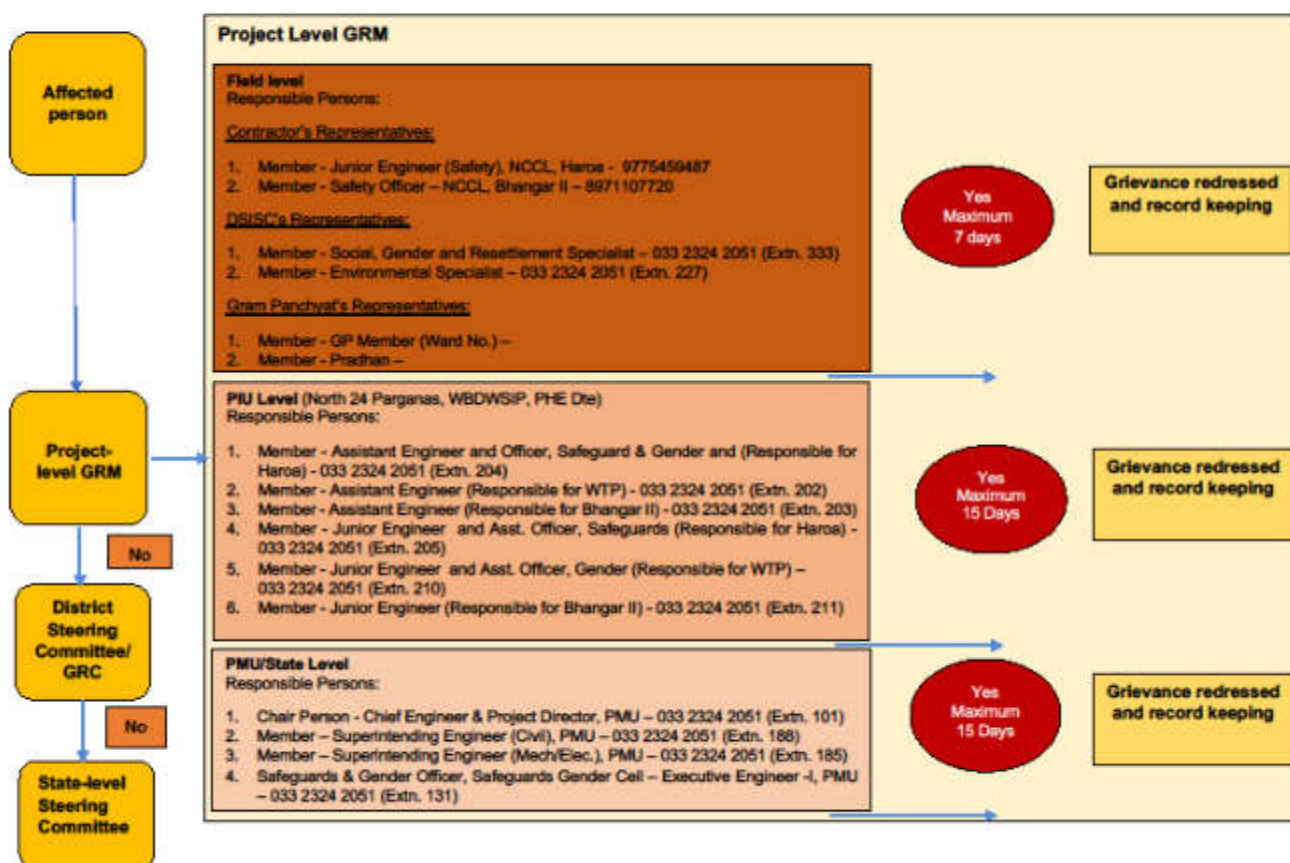 Affected
person
Project-
level GRM
No
District
Steering
Committee/
GRC
No
State-level
Steering
Committee
Project Level GRM
Field level
Responsible Persons:
Contractor's Representatives:
1. Member - Junior Engineer (Safety), NCCL, Haroa - 9775459487
2. Member - Safety Officer – NCCL, Bhangar II – 8971107720
DSISC's Representatives:
1. Member - Social, Gender and Resettlement Specialist – 033 2324 2051 (Extn. 333)
2. Member - Environmental Specialist – 033 2324 2051 (Extn. 227)
Gram Panchyat's Representatives:
1. Member - GP Member (Ward No.) –
2. Member - Pradhan –
Yes
Maximum
7 days
Grievance redressed
and record keeping
PIU Level (North 24 Parganas, WBDWSIP, PHE Dte)
Responsible Persons:
1. Member - Assistant Engineer and Officer, Safeguard & Gender and (Responsible for
Haroa) - 033 2324 2051 (Extn. 204)
2. Member - Assistant Engineer (Responsible for WTP) - 033 2324 2051 (Extn. 202)
3. Member - Assistant Engineer (Responsible for Bhangar II) - 033 2324 2051 (Extn. 203)
4. Member - Junior Engineer and Asst. Officer, Safeguards (Responsible for Haroa) -
033 2324 2051 (Extn. 205)
5. Member - Junior Engineer and Asst. Officer, Gender (Responsible for WTP) –
033 2324 2051 (Extn. 210)
6. Member - Junior Engineer (Responsible for Bhangar II) - 033 2324 2051 (Extn. 211)
Yes
Maximum
15 Days
Grievance redressed
and record keeping
PMU/State Level
Responsible Persons:
1. Chair Person - Chief Engineer & Project Director, PMU – 033 2324 2051 (Extn. 101)
2. Member – Superintending Engineer (Civil), PMU – 033 2324 2051 (Extn. 188)
3. Member – Superintending Engineer (Mech/Elec.), PMU – 033 2324 2051 (Extn. 185)
4. Safeguards & Gender Officer, Safeguards Gender Cell – Executive Engineer -I, PMU
– 033 2324 2051 (Extn. 131)
Yes
Maximum
15 Days
Grievance redressed
and record keeping